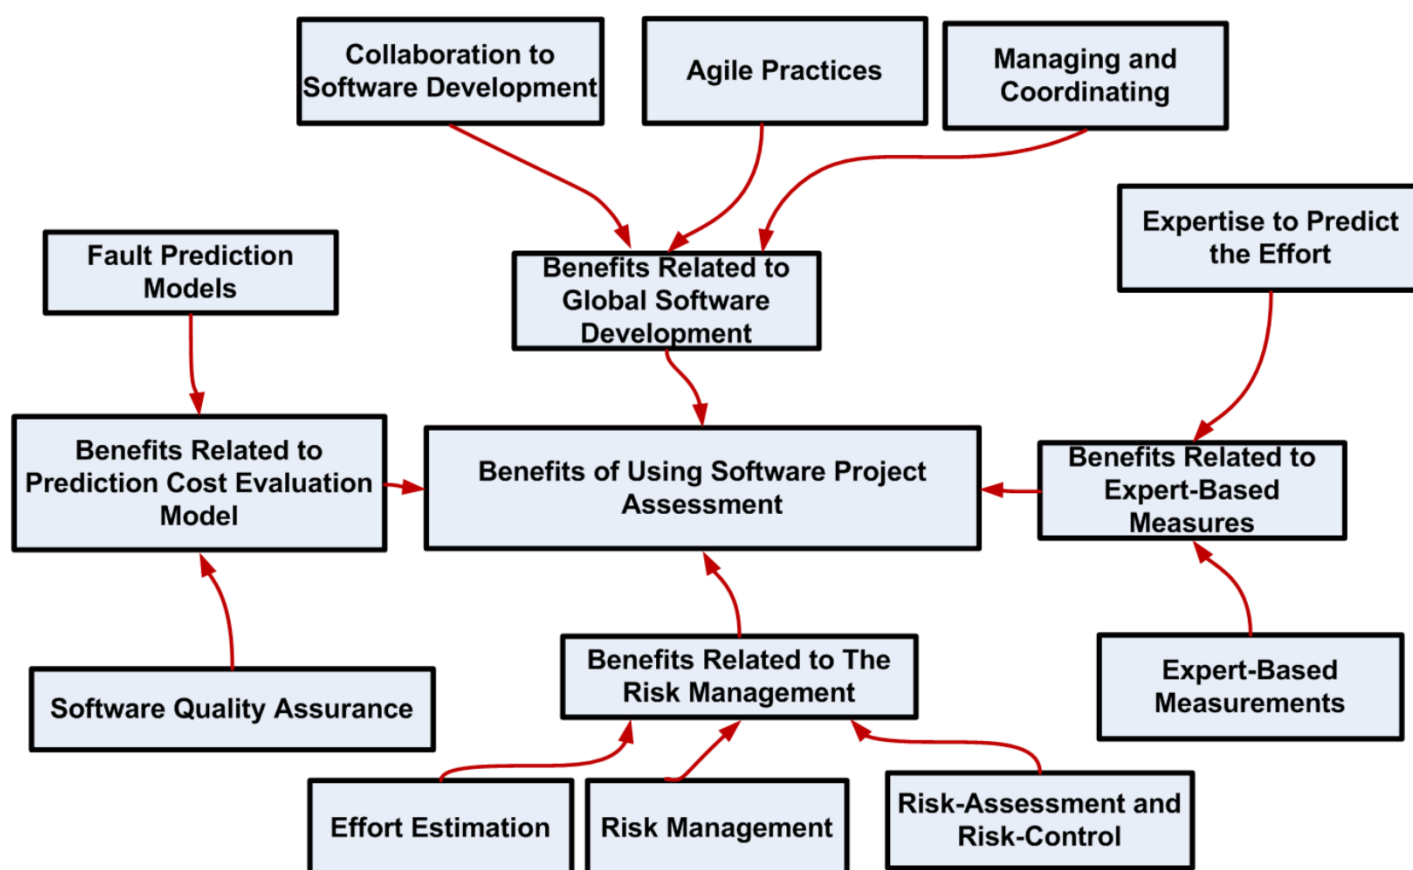 Collaboration to
Software Development
Agile Practices
Managing and
Coordinating
Expertise to Predict
the Effort
Fault Prediction
Models
Benefits Related to
Global Software
Development
Benefits Related to
Prediction Cost Evaluation
Model
Benefits of Using Software Project
Assessment
Benefits Related to
Expert-Based
Measures
Software Quality Assurance
Benefits Related to The
Risk Management
Expert-Based
Measurements
Effort Estimation
Risk Management
Risk-Assessment and
Risk-Control